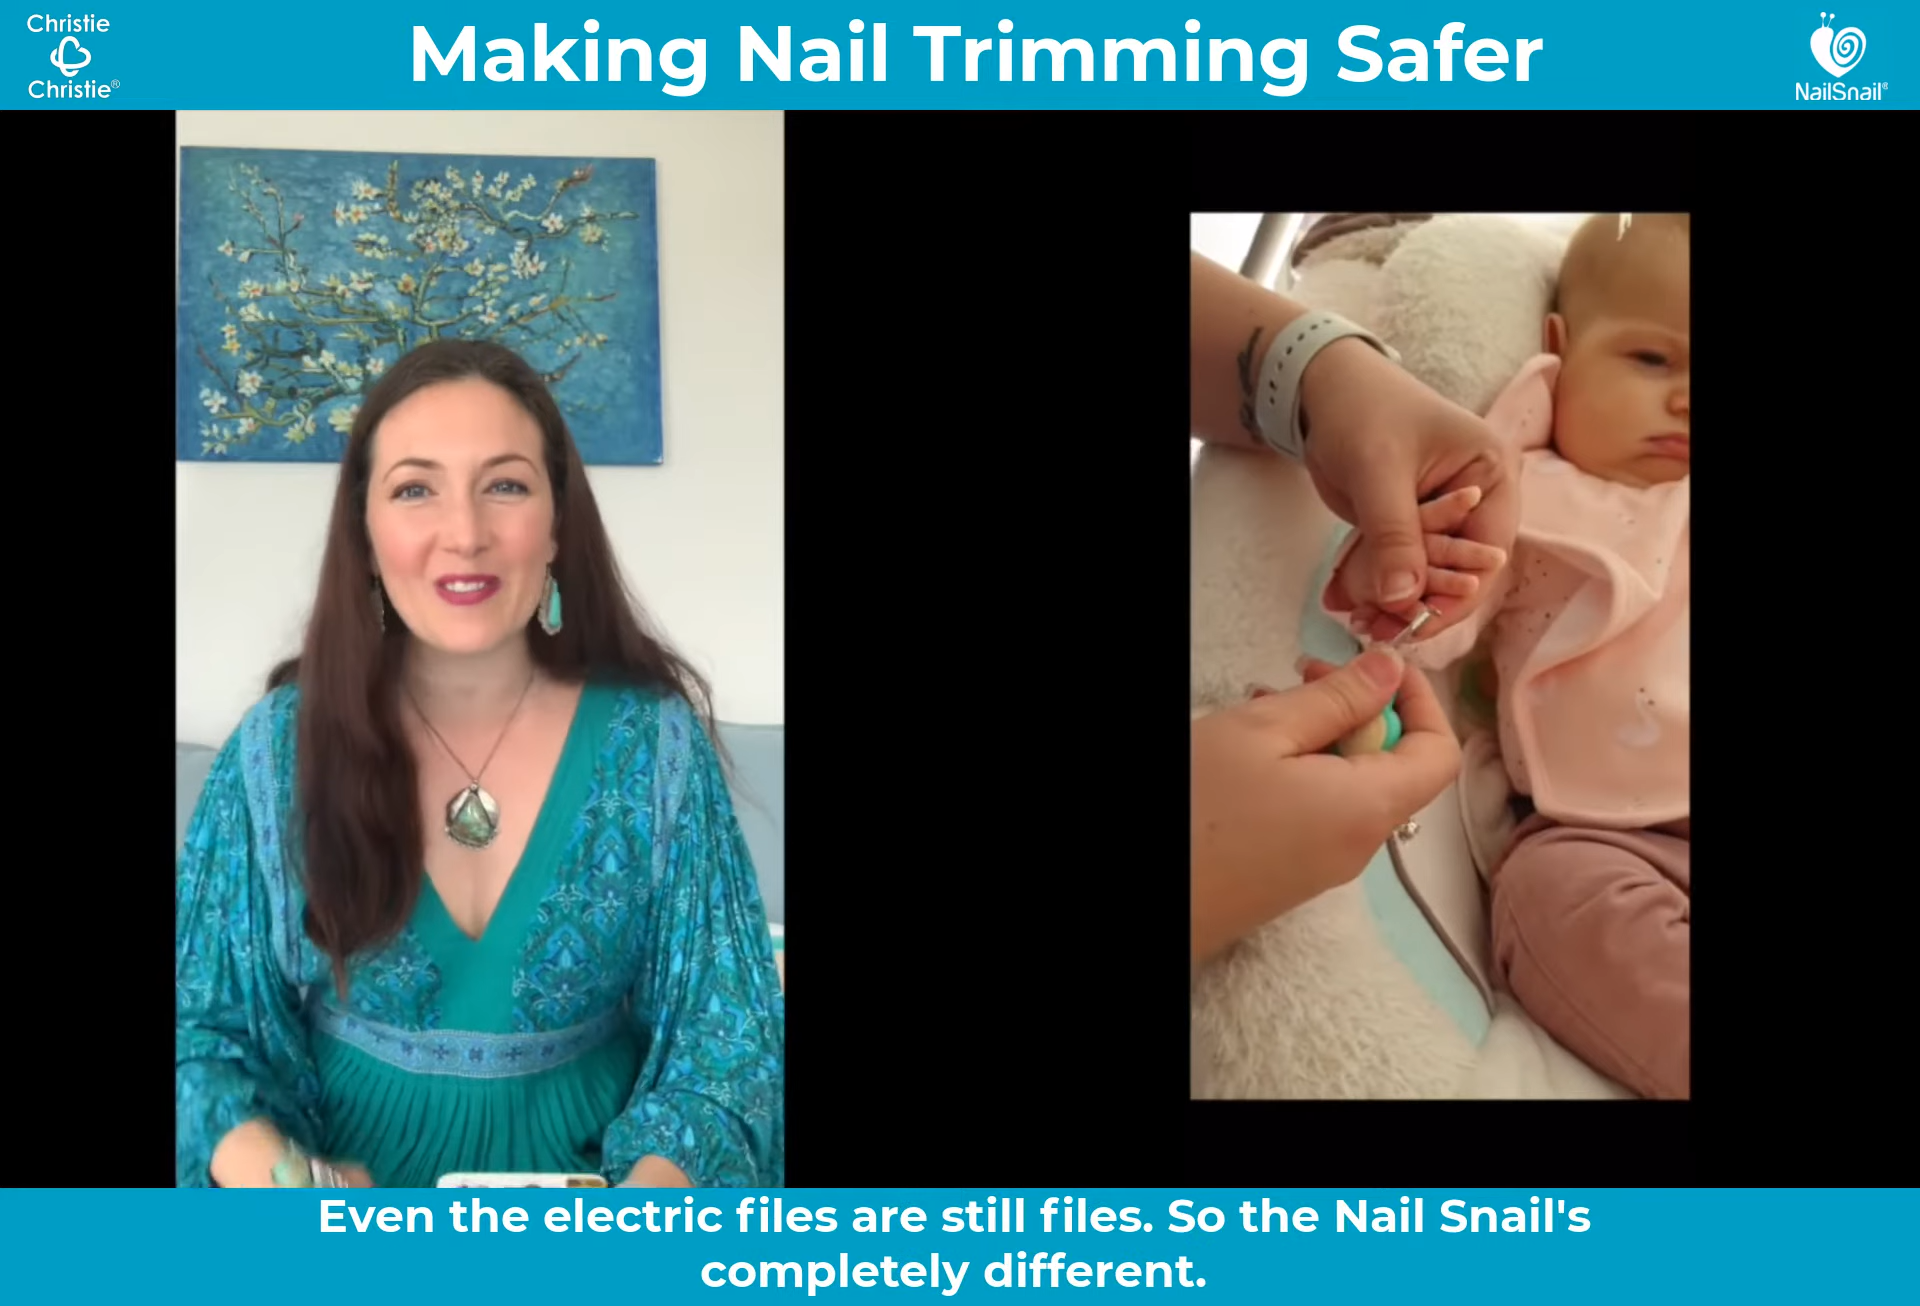 Christie
Christie®
Making Nail Trimming Safer
NailSnail®
Even the electric files are still files. So the Nail Snail's
completely different.